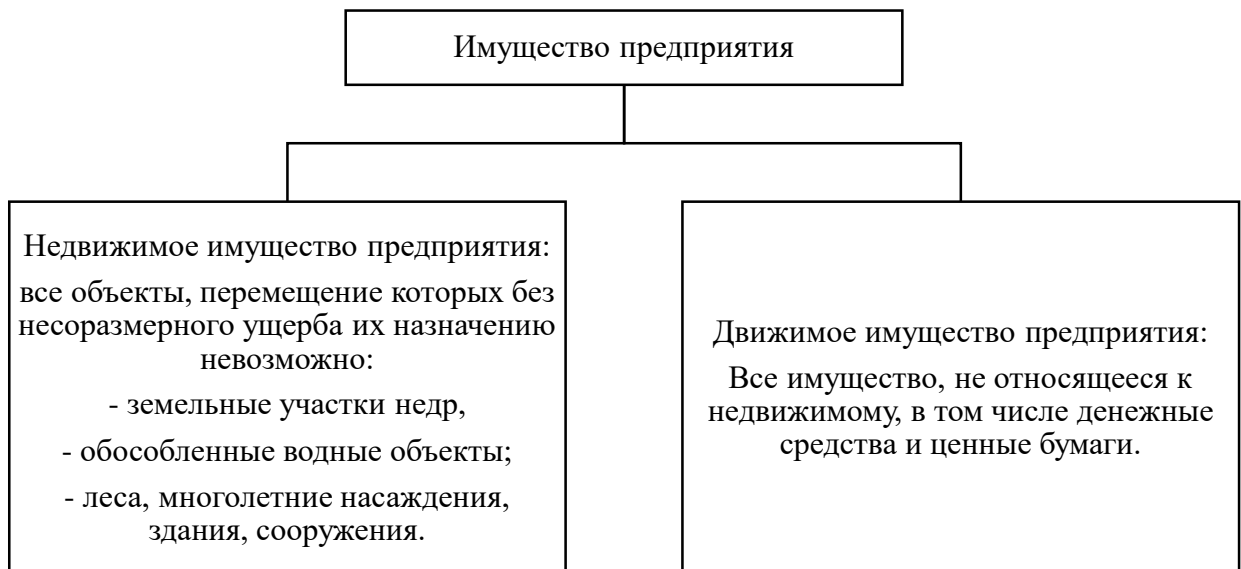 Имущество предприятия
Недвижимое имущество предприятия:
все объекты, перемещение которых без
несоразмерного ущерба их назначению
невозможно:
- земельные участки недр,
- обособленные водные объекты;
- леса, многолетние насаждения,
здания, сооружения.
Движимое имущество предприятия:
Все имущество, не относящееся к
недвижимому, в том числе денежные
средства и ценные бумаги.